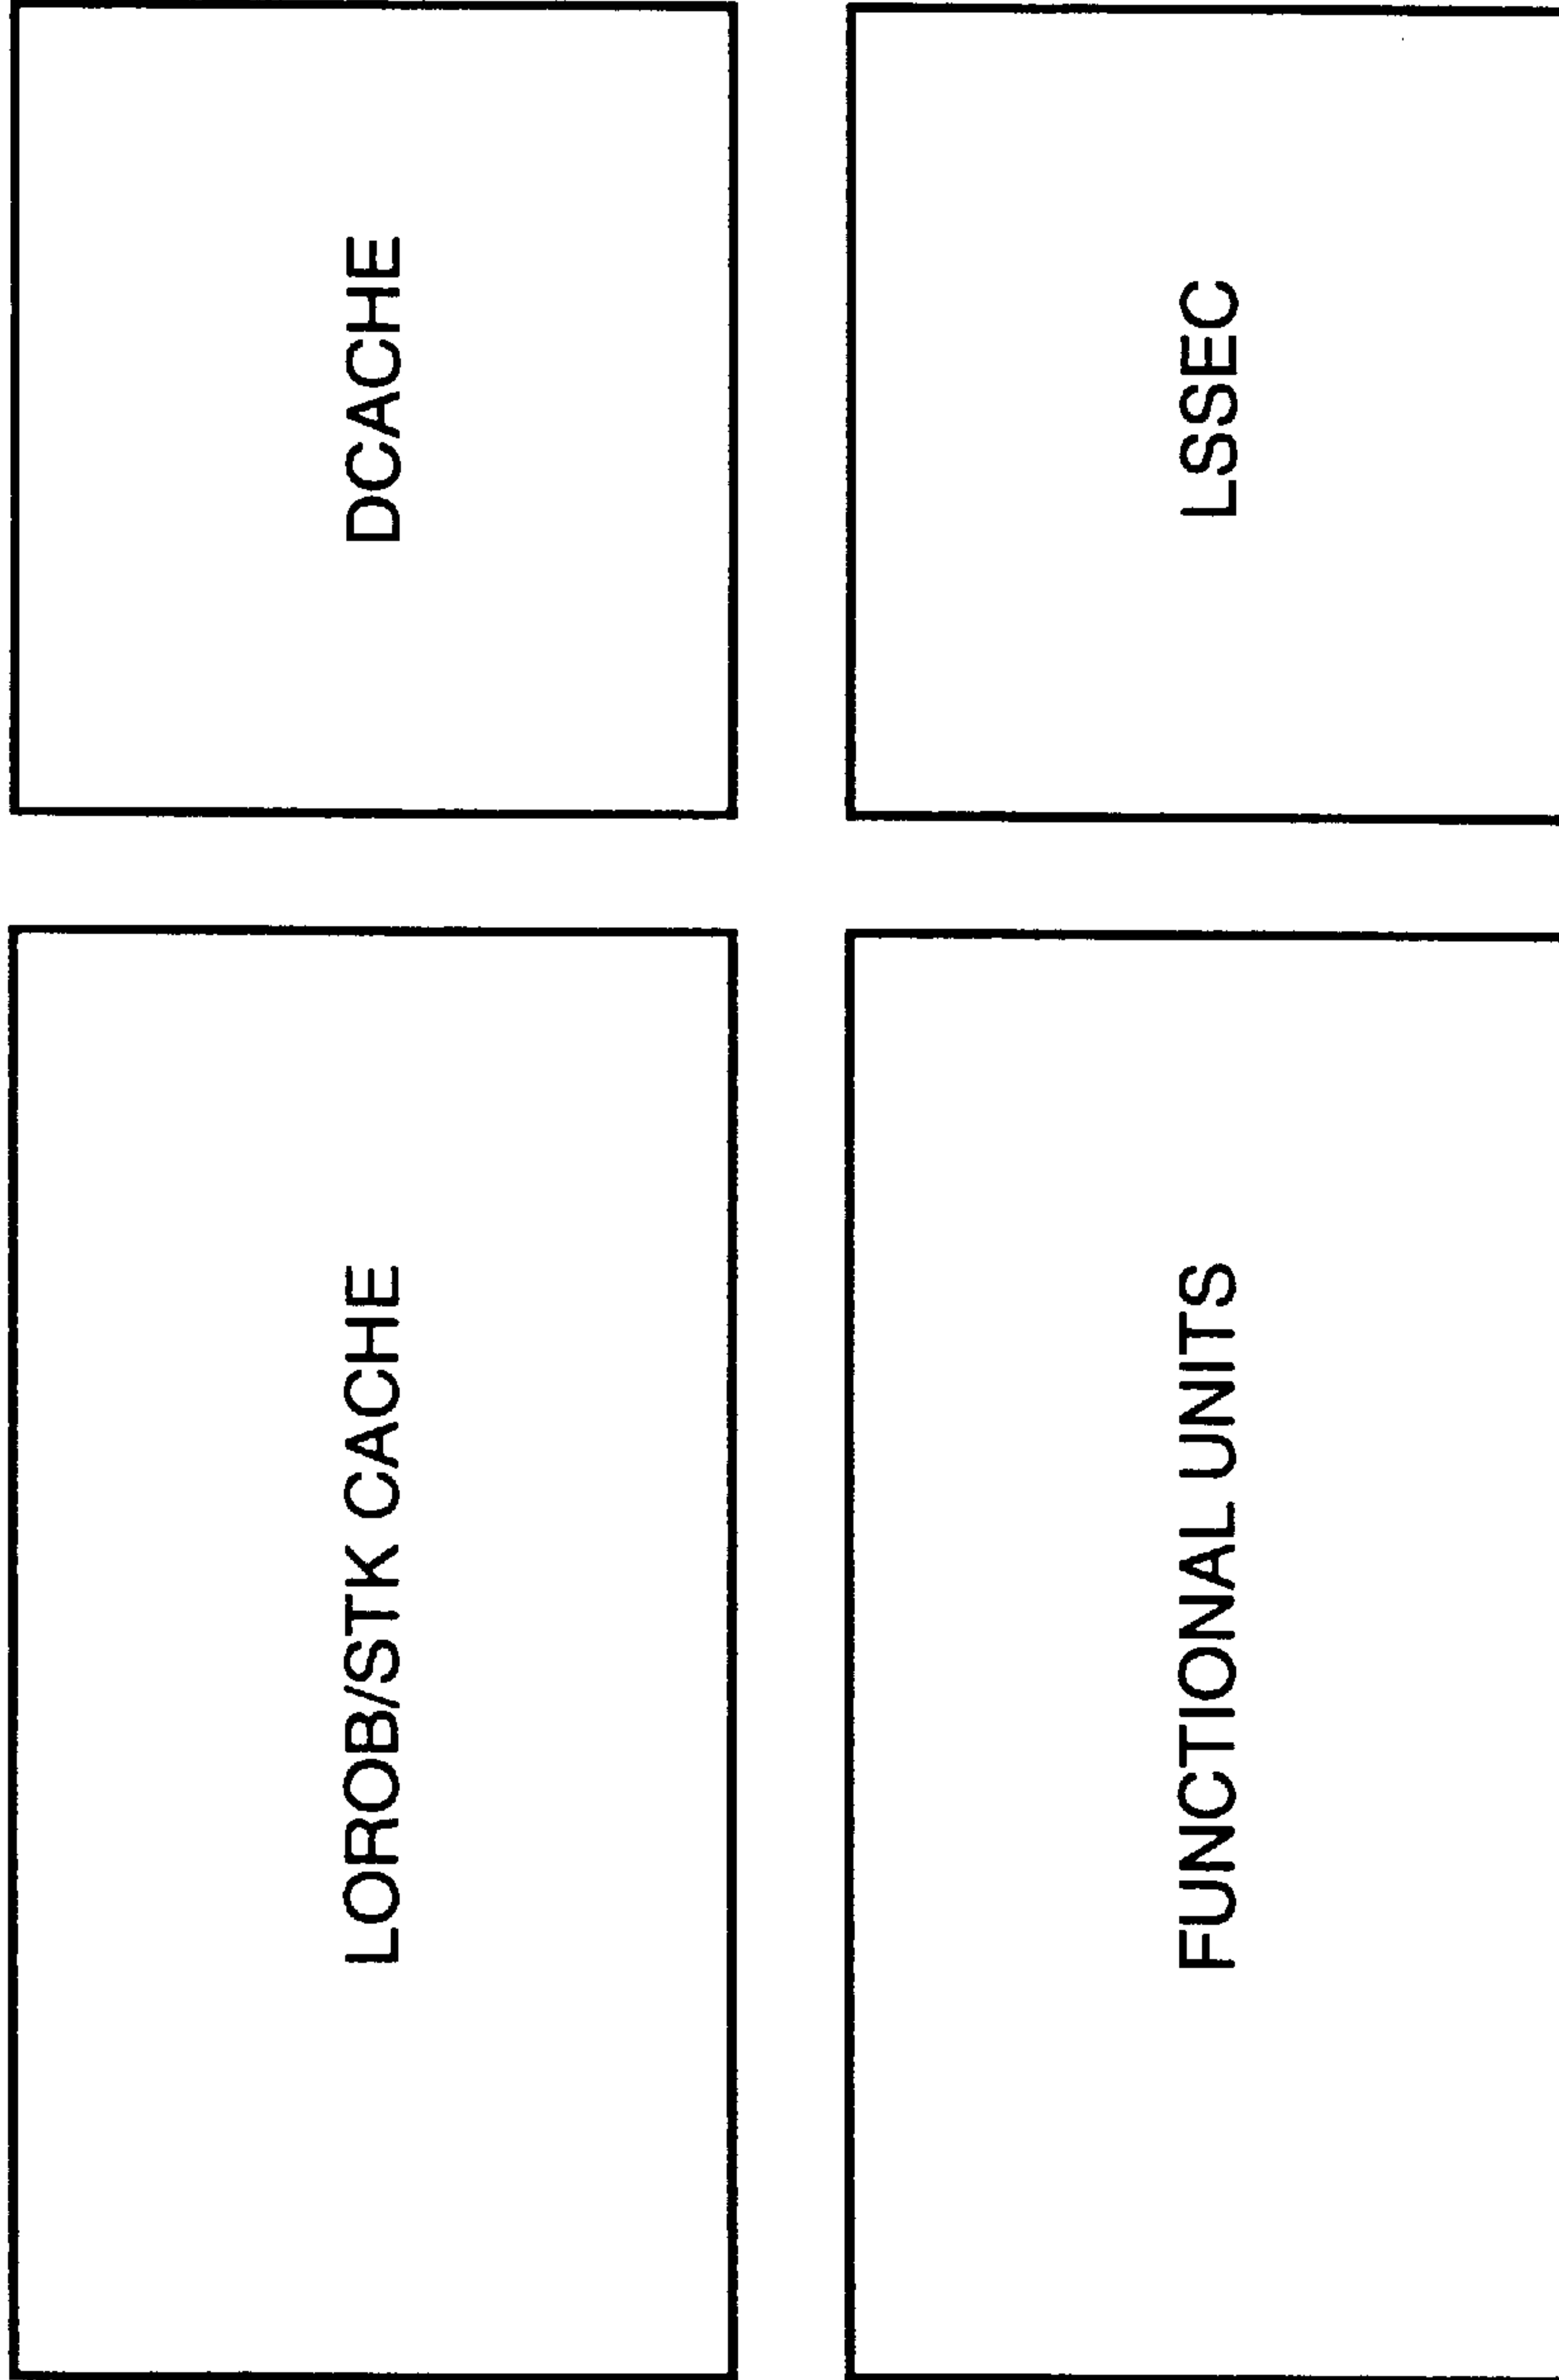 LOROB/STK CACHE
DCACHE
FUNCTIONAL UNITS
LSSEC